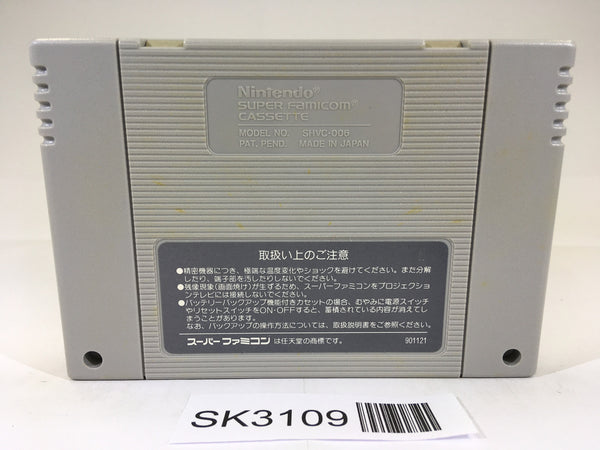 Nintendo®
SUPER FAMICOM®
CASSETTE
MODEL NO. SHVC-006
PAT. PEND. MADE IN JAPAN
取扱い上のご注意
●精密機器につき、極端な温度変化やショックを避けてください。また分解
したり、端子部を汚したりしないでください。
●残像現象(画面焼け)が生ずるため、スーパーファミコンをプロジェクショ
ンテレビには接続しないでください。
●バッテリーバックアップ機能付きカセットの場合、むやみに電源スイッチ
やリセットスイッチをON・OFFすると、蓄積されている内容が消えてし
まうことがあります。
なお、バックアップの操作方法については、取扱説明書をご参照ください。
スーパーファミコンは任天堂の商標です。 901121
SK3109